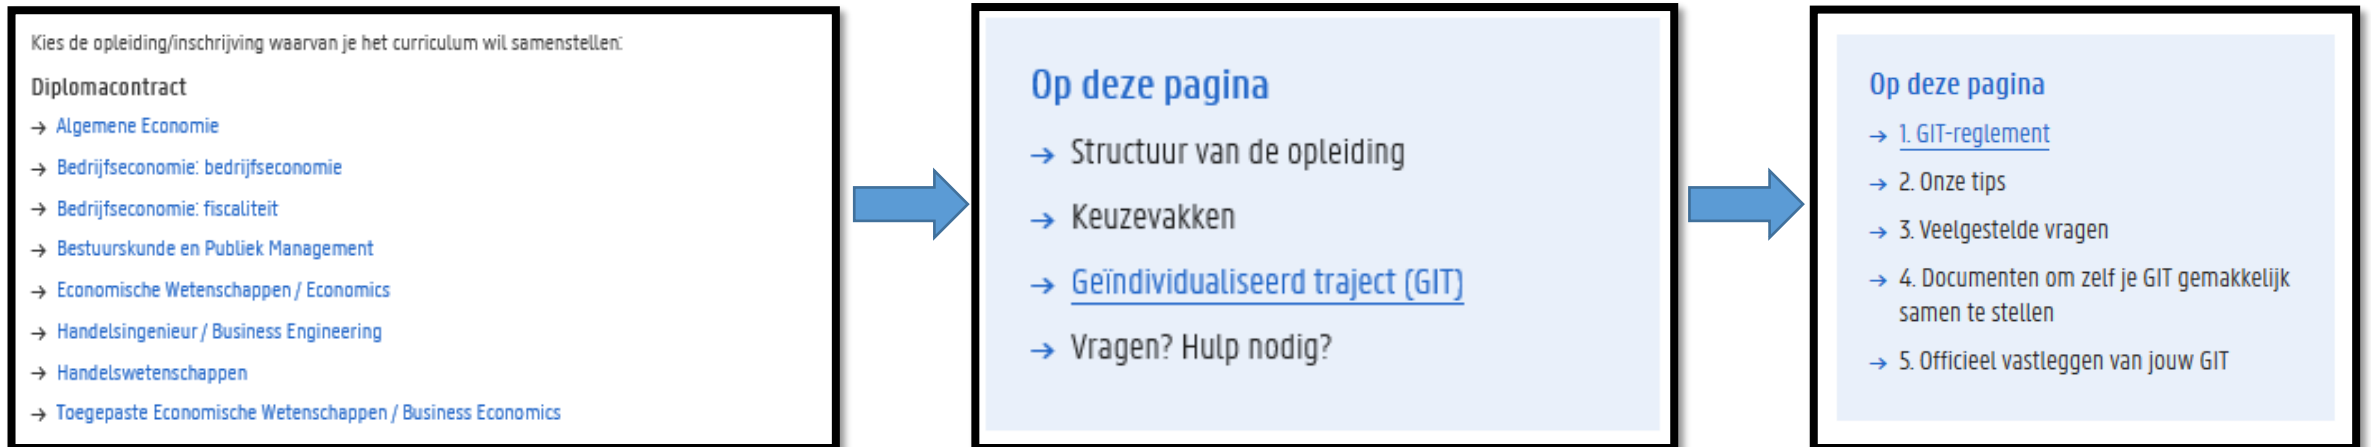 Kies de opleiding/inschrijving waarvan je het curriculum wil samenstellen:
Diplomacontract
→ Algemene Economie
→ Bedrijfseconomie: bedrijfseconomie
→ Bedrijfseconomie: fiscaliteit
→ Bestuurskunde en Publiek Management
→ Economische Wetenschappen / Economics
→ Handelsingenieur / Business Engineering
→ Handelswetenschappen
→ Toegepaste Economische Wetenschappen / Business Economics
Op deze pagina
→ Structuur van de opleiding
→ Keuzevakken
→ Geïndividualiseerd traject (GIT)
→ Vragen? Hulp nodig?
Op deze pagina
→ 1. GIT-reglement
→ 2. Onze tips
→ 3. Veelgestelde vragen
→ 4. Documenten om zelf je GIT gemakkelijk
samen te stellen
→ 5. Officieel vastleggen van jouw GIT